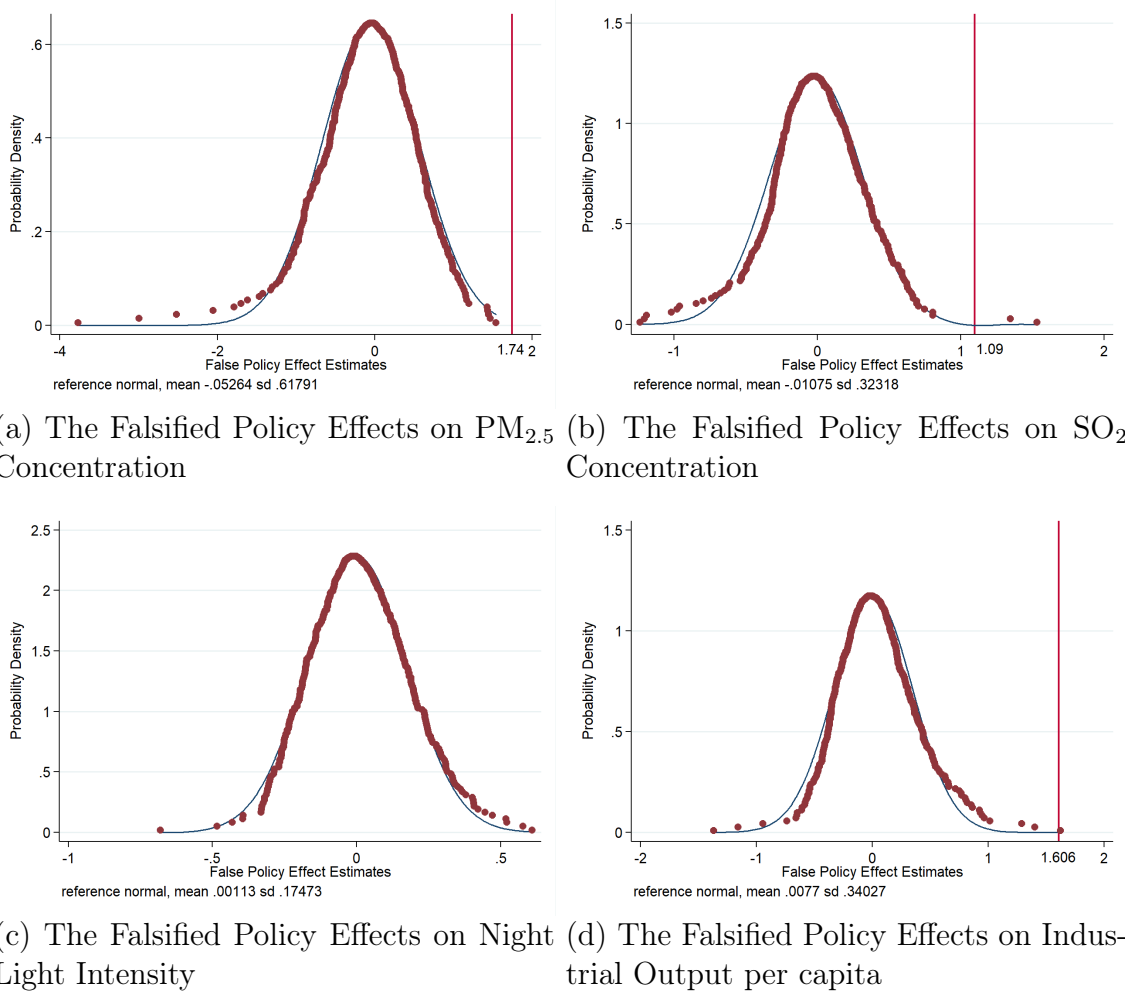 .6
.4
.2
0
Probability Density
-4
-2
0
1.74
2
False Policy Effect Estimates
reference normal, mean -.05264 sd .61791
1.5
1
.5
0
Probability Density
-1
0
1
1.09
2
False Policy Effect Estimates
reference normal, mean -.01075 sd .32318
(a) The Falsified Policy Effects on PM2.5
Concentration
(b) The Falsified Policy Effects on SO2
Concentration
2.5
2
1.5
1
.5
0
Probability Density
-1
-.5
0
.5
False Policy Effect Estimates
reference normal, mean .00113 sd .17473
1.5
1
.5
0
Probability Density
-2
-1
0
1
1.606
2
False Policy Effect Estimates
reference normal, mean .0077 sd .34027
(c) The Falsified Policy Effects on Night
Light Intensity
(d) The Falsified Policy Effects on Indus-
trial Output per capita